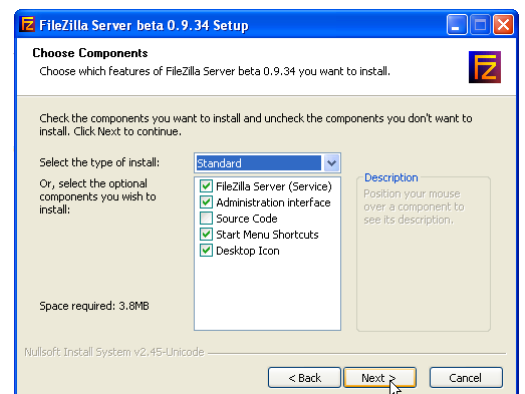 FileZilla Server beta 0.9.34 Setup
Choose Components
Choose which features of FileZilla Server beta 0.9.34 you want to install.
FZ
Check the components you want to install and uncheck the components you don't want to
install. Click Next to continue.
Select the type of install:
Standard
Or, select the optional
components you wish to
install:
FileZilla Server (Service)
Administration interface
Source Code
Start Menu Shortcuts
Desktop Icon
Description
Position your mouse
over a component to
see its description.
Space required: 3.8MB
Nullsoft Install System v2.45-Unicode
< Back
Next >
Cancel